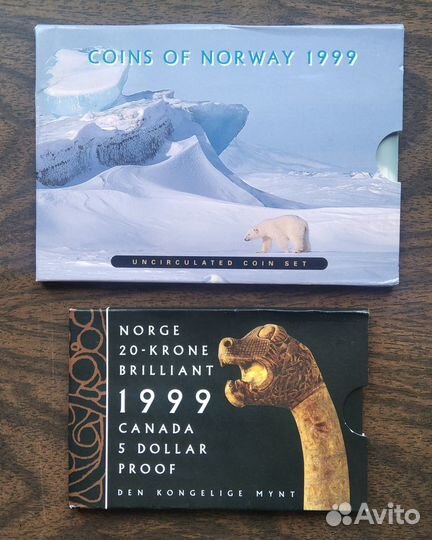 COINS OF NORWAY 1999
UNCIRCULATED COIN SET
NORGE
20-KRONE
BRILLIANT
1999
CANADA
5 DOLLAR
PROOF
DEN KONGELIGE MYNT
Avito